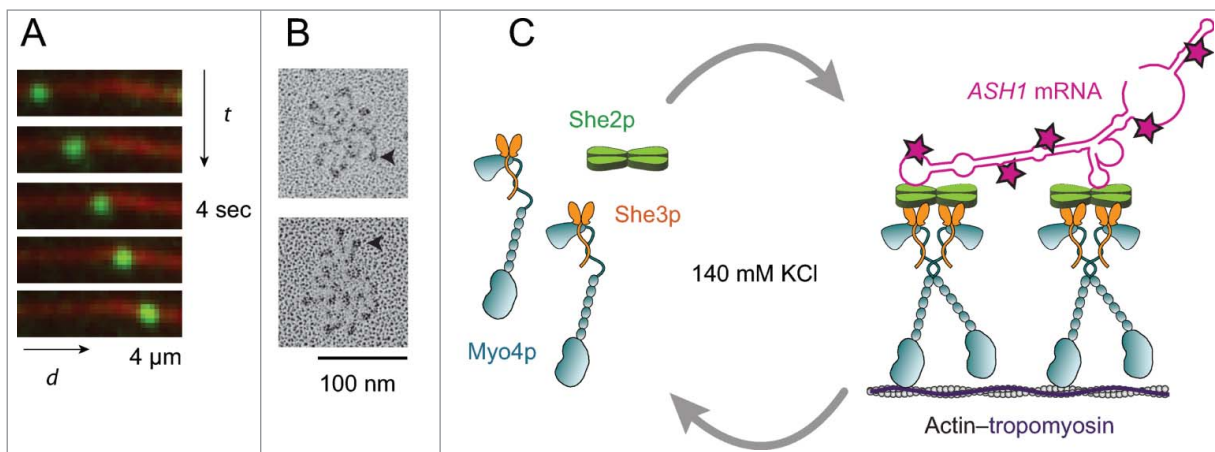 A
t
4 sec
4 µm
d
B
100 nm
C
She2p
She3p
Myo4p
140 mM KCl
ASH1 mRNA
Actin–tropomyosin